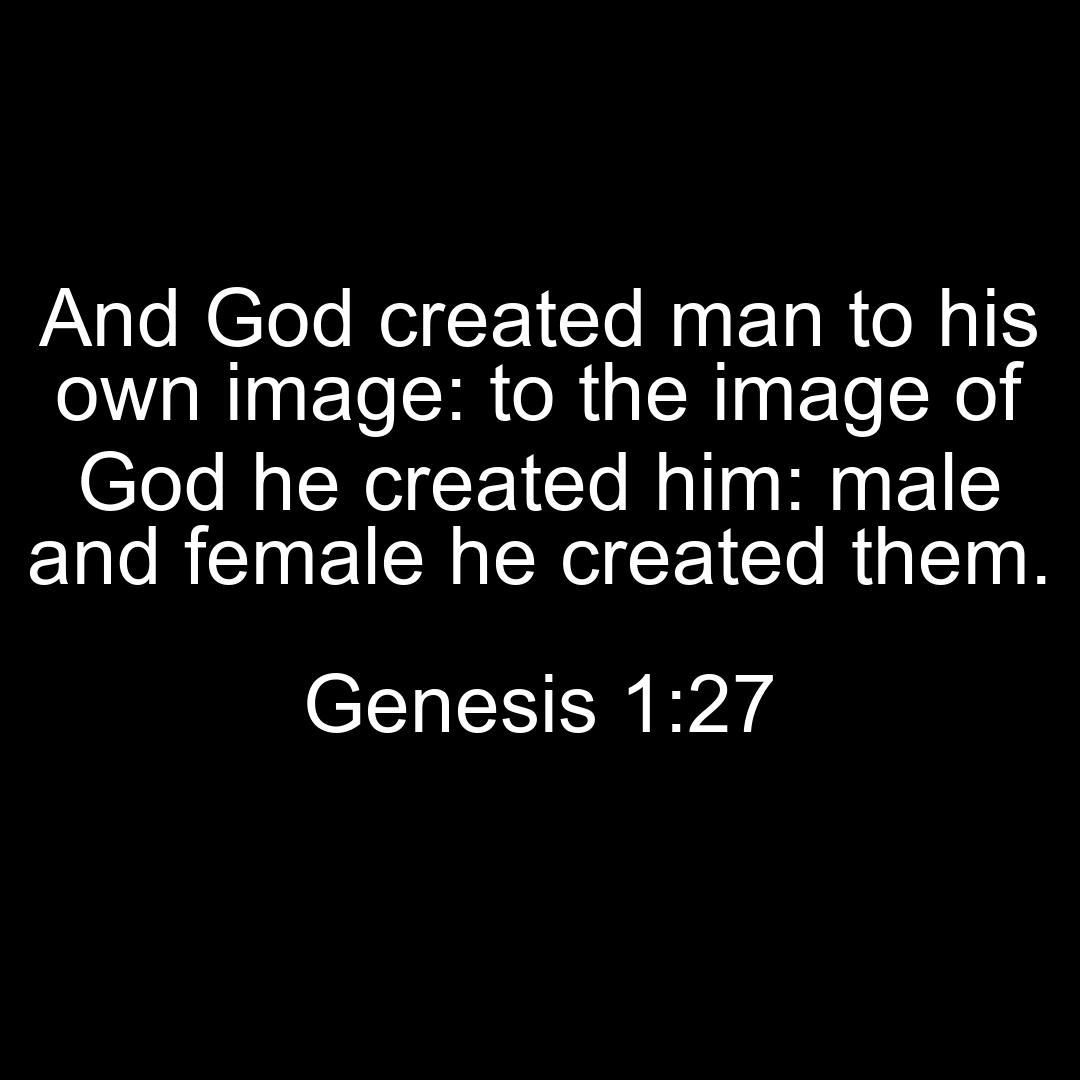 And God created man to his
own image: to the image of
God he created him: male
and female he created them.
Genesis 1:27